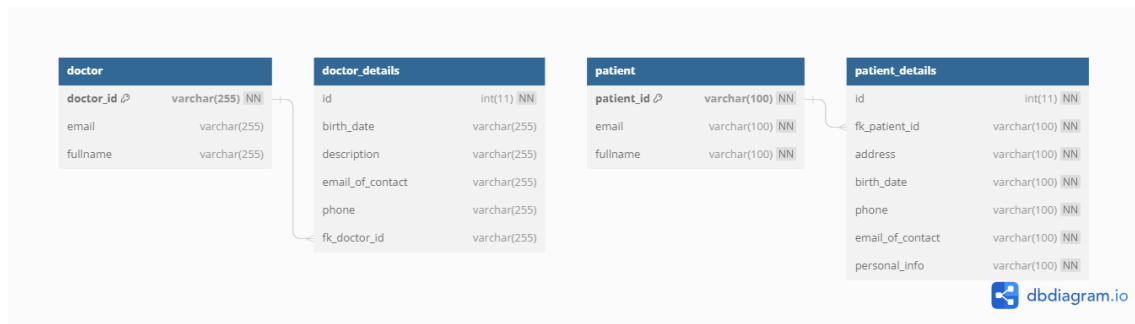 doctor
doctor_id varchar(255) NN
email varchar(255)
fullname varchar(255)
doctor_details
id int(11) NN
birth_date varchar(255)
description varchar(255)
email_of_contact varchar(255)
phone varchar(255)
fk_doctor_id varchar(255)
patient
patient_id varchar(100) NN
email varchar(100) NN
fullname varchar(100) NN
patient_details
id int(11) NN
fk_patient_id varchar(100) NN
address varchar(100) NN
birth_date varchar(100) NN
phone varchar(100) NN
email_of_contact varchar(100) NN
personal_info varchar(100) NN
dbdiagram.io